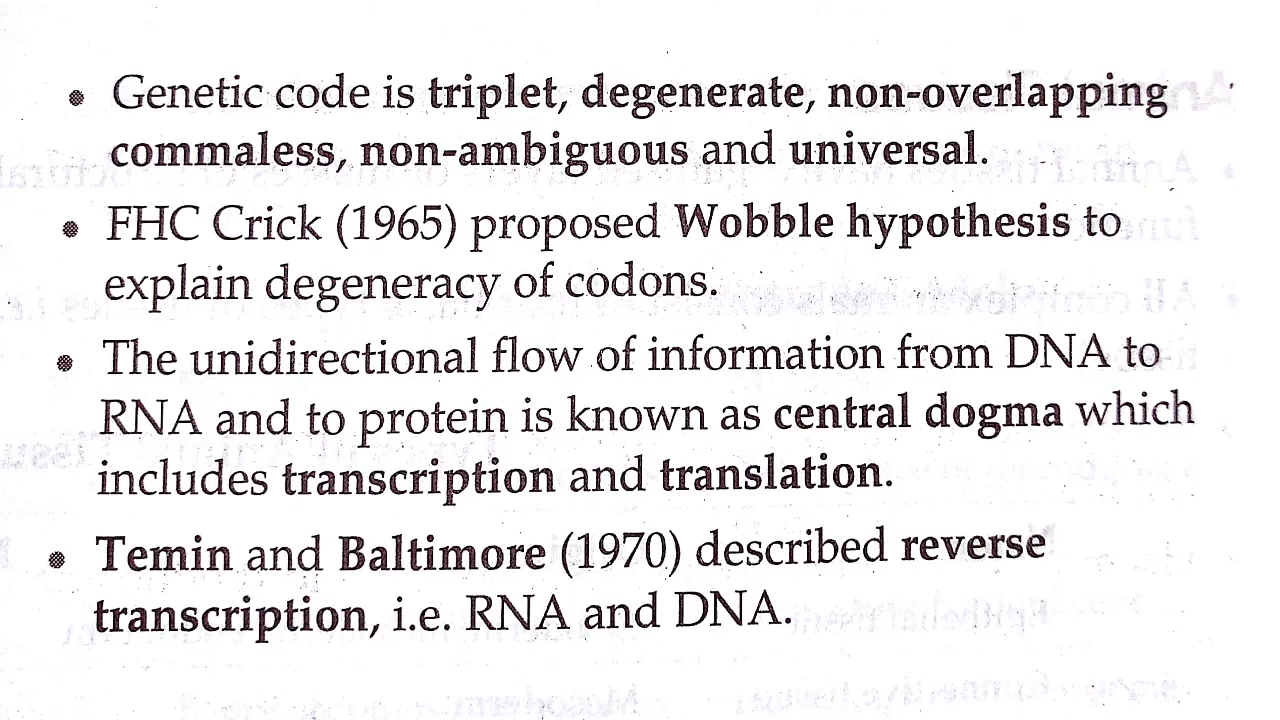 • Genetic code is triplet, degenerate, non-overlapping
commaless, non-ambiguous and universal.
• FHC Crick (1965) proposed Wobble hypothesis to
explain degeneracy of codons.
• The unidirectional flow of information from DNA to
RNA and to protein is known as central dogma which
includes transcription and translation.
• Temin and Baltimore (1970) described reverse
transcription, i.e. RNA and DNA.